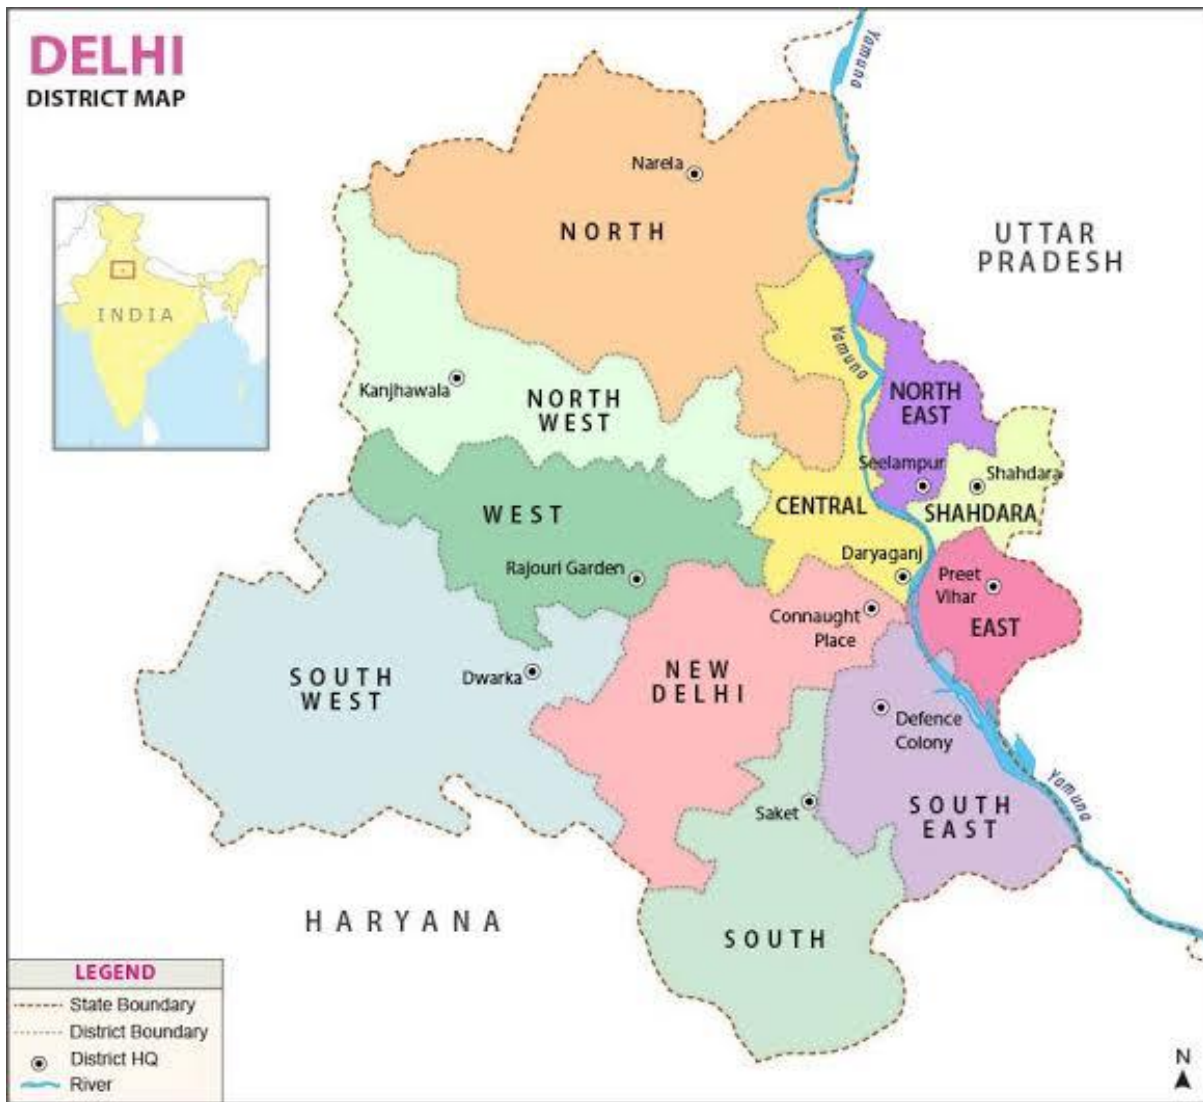 DELHI
DISTRICT MAP
INDIA
Yamuna
Narela
NORTH
UTTAR
PRADESH
Yamuna
Kanjhawala
NORTH
WEST
NORTH
EAST
Seelampur
Shahdara
SHAHDARA
WEST
CENTRAL
Rajouri Garden
Daryaganj
Preet
Vihar
EAST
Connaught
Place
SOUTH
WEST
Dwarka
NEW
DELHI
Defence
Colony
Yamuna
Saket
SOUTH
EAST
HARYANA
SOUTH
LEGEND
State Boundary
District Boundary
District HQ
River
N